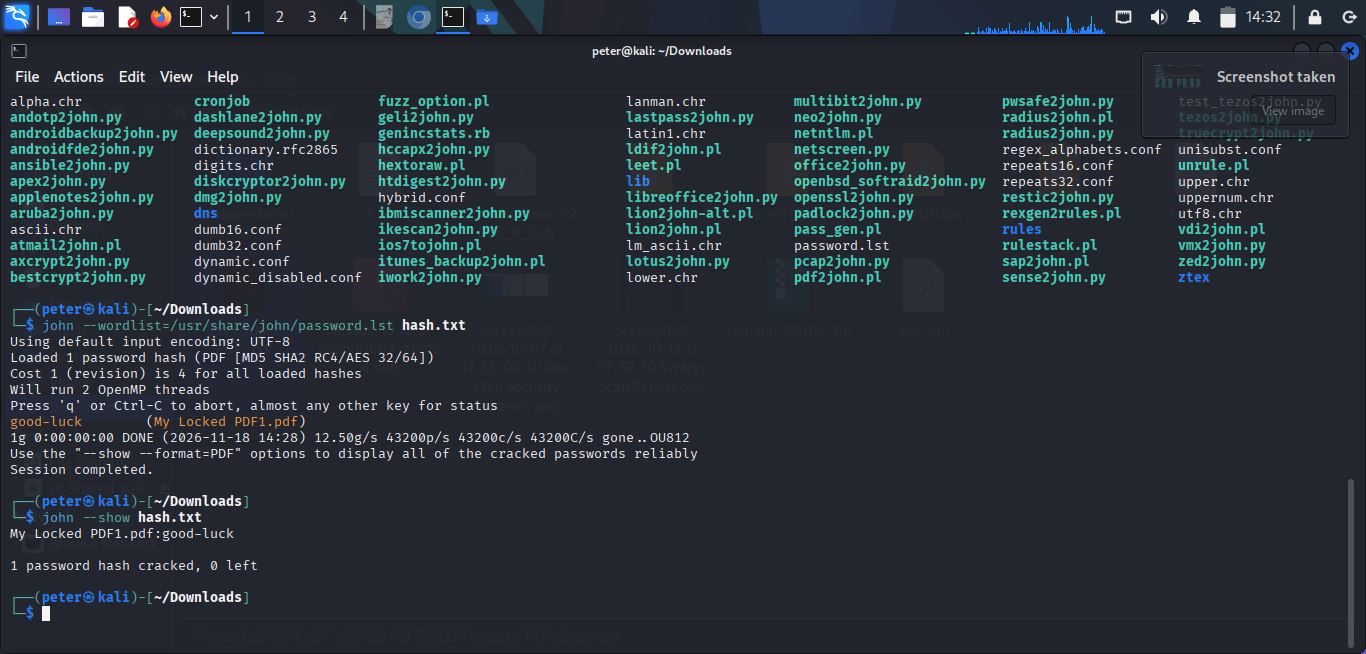 1 2 3 4 14:32
peter@kali: ~/Downloads
File Actions Edit View Help
Screenshot taken
View image
alpha.chr cronjob fuzz_option.pl lanman.chr multibit2john.py pwsafe2john.py test_tezos2john.py
andotp2john.py dashlane2john.py geli2john.py lastpass2john.py neo2john.py radius2john.pl tezos2john.py
androidbackup2john.py deepsound2john.py genincstats.rb latin1.chr netntlm.pl radius2john.py truecrypt2john.py
androidfde2john.py dictionary.rfc2865 hccapx2john.py ldif2john.pl netscreen.py regex_alphabets.conf unisubst.conf
ansible2john.py digits.chr hextoraw.pl leet.pl office2john.py repeats16.conf unrule.pl
apex2john.py diskcryptor2john.py htdigest2john.py lib openbsd_softraid2john.py repeats32.conf upper.chr
applenotes2john.py dmg2john.py hybrid.conf libreoffice2john.py openssl2john.py restic2john.py uppernum.chr
aruba2john.py dns ibmiscanner2john.py lion2john-alt.pl padlock2john.py rexgen2rules.pl utf8.chr
ascii.chr dumb16.conf ikescan2john.py lion2john.pl pass_gen.pl rules vdi2john.pl
atmail2john.pl dumb32.conf ios7tojohn.pl lm_ascii.chr password.lst rulestack.pl vmx2john.py
axcrypt2john.py dynamic.conf itunes_backup2john.pl lotus2john.py pcap2john.py sap2john.pl zed2john.py
bestcrypt2john.py dynamic_disabled.conf iwork2john.py lower.chr pdf2john.pl sense2john.py ztex
┌──(peter㉿kali)-[~/Downloads]
└─$ john --wordlist=/usr/share/john/password.lst hash.txt
Using default input encoding: UTF-8
Loaded 1 password hash (PDF [MD5 SHA2 RC4/AES 32/64])
Cost 1 (revision) is 4 for all loaded hashes
Will run 2 OpenMP threads
Press 'q' or Ctrl-C to abort, almost any other key for status
good-luck (My Locked PDF1.pdf)
1g 0:00:00:00 DONE (2026-11-18 14:28) 12.50g/s 43200p/s 43200c/s 43200C/s gone..OU812
Use the "--show --format=PDF" options to display all of the cracked passwords reliably
Session completed.
┌──(peter㉿kali)-[~/Downloads]
└─$ john --show hash.txt
My Locked PDF1.pdf:good-luck
1 password hash cracked, 0 left
┌──(peter㉿kali)-[~/Downloads]
└─$